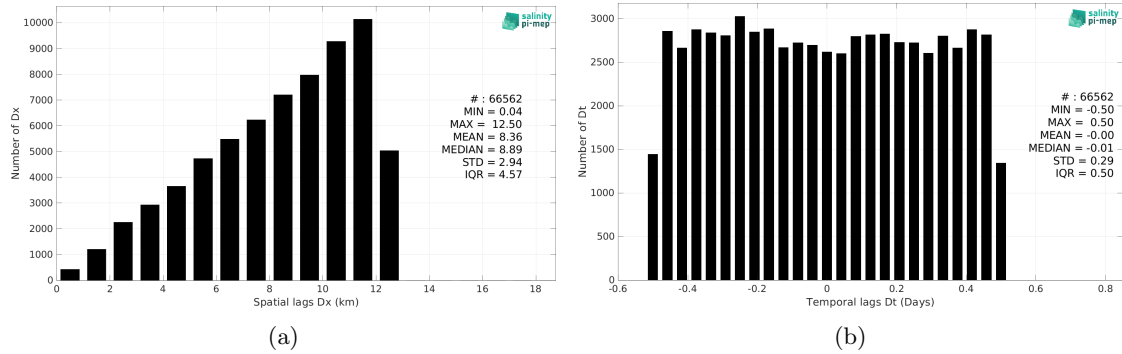 10000
9000
8000
7000
6000
5000
4000
3000
2000
1000
0
Number of Dx
salinity
pi-mep
# : 66562
MIN = 0.04
MAX = 12.50
MEAN = 8.36
MEDIAN = 8.89
STD = 2.94
IQR = 4.57
0 2 4 6 8 10 12 14 16 18
Spatial lags Dx (km)
(a)
3000
2500
2000
1500
1000
500
0
Number of Dt
salinity
pi-mep
# : 66562
MIN = -0.50
MAX = 0.50
MEAN = -0.00
MEDIAN = -0.01
STD = 0.29
IQR = 0.50
-0.6 -0.4 -0.2 0 0.2 0.4 0.6 0.8
Temporal lags Dt (Days)
(b)